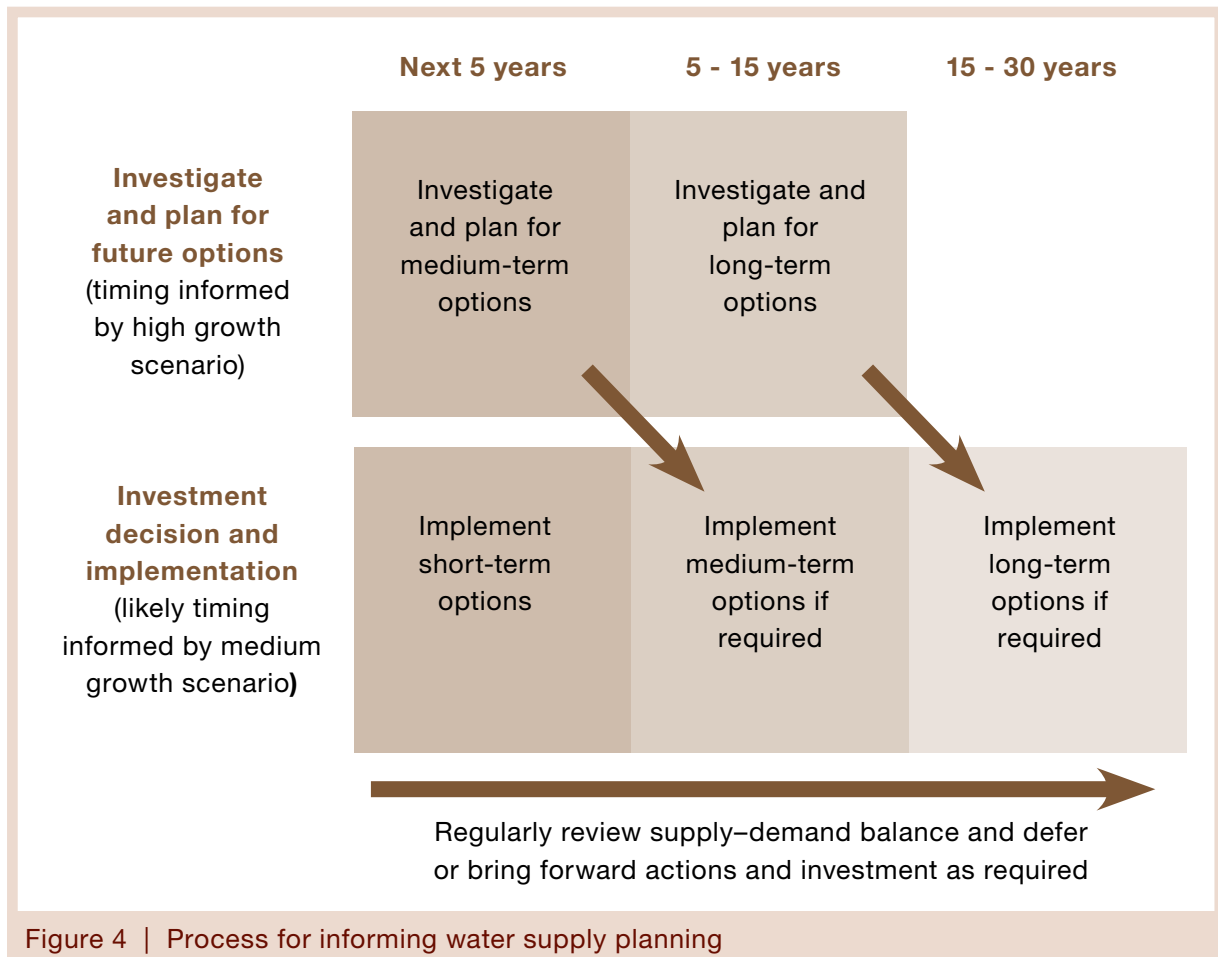 Next 5 years
5 - 15 years
15 - 30 years
Investigate
and plan for
future options
(timing informed
by high growth
scenario)
Investigate
and plan for
medium-term
options
Investigate and
plan for
long-term
options
Investment
decision and
implementation
(likely timing
informed by medium
growth scenario)
Implement
short-term
options
Implement
medium-term
options if
required
Implement
long-term
options if
required
Regularly review supply–demand balance and defer
or bring forward actions and investment as required
Figure 4 | Process for informing water supply planning